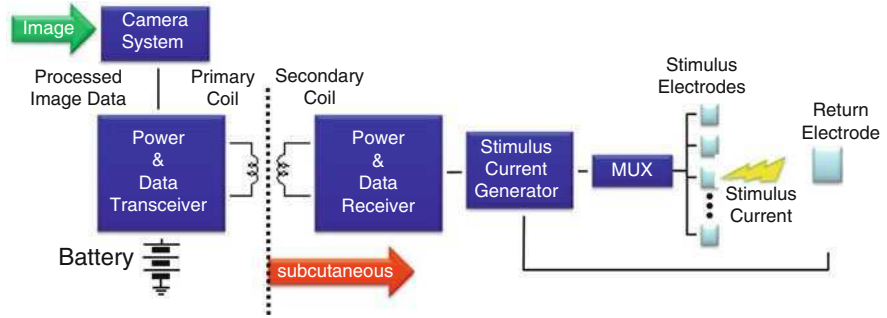 Image
Camera
System
Processed
Image Data
Primary
Coil
Secondary
Coil
Stimulus
Electrodes
Return
Electrode
Power
&
Data
Transceiver
Power
&
Data
Receiver
Stimulus
Current
Generator
MUX
Stimulus
Current
Battery
subcutaneous